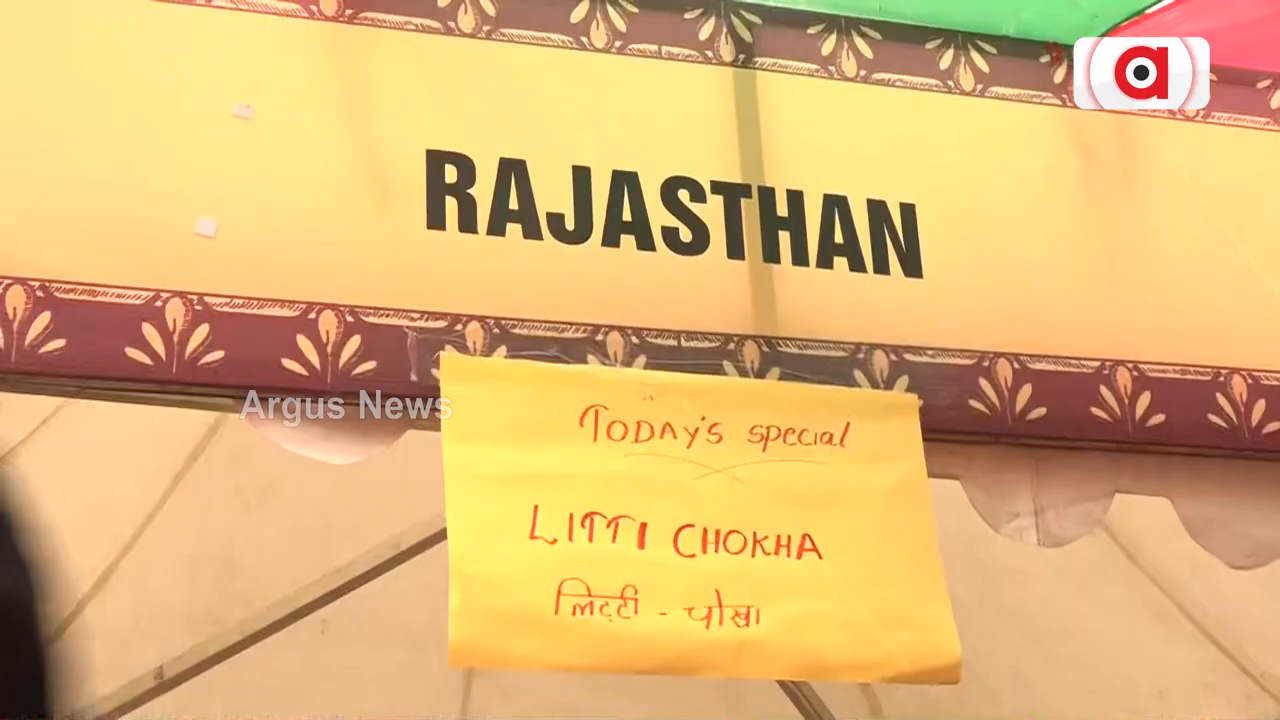 RAJASTHAN
Argus News
TODAY'S special
LITTI CHOKHA
लिट्टी - चोखा